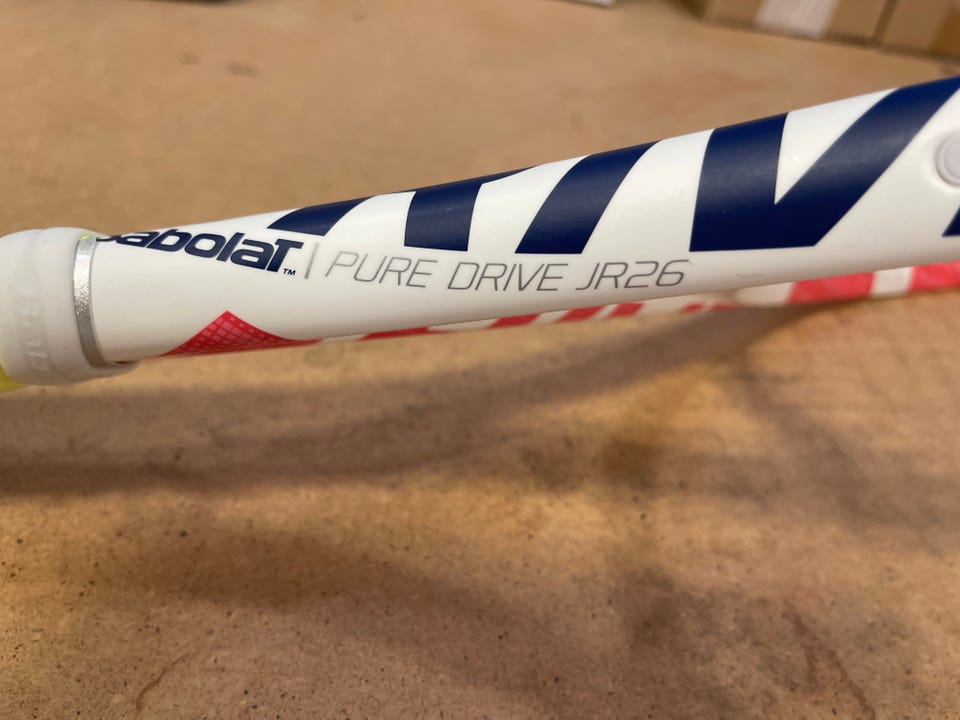 babolaT™ | PURE DRIVE JR26